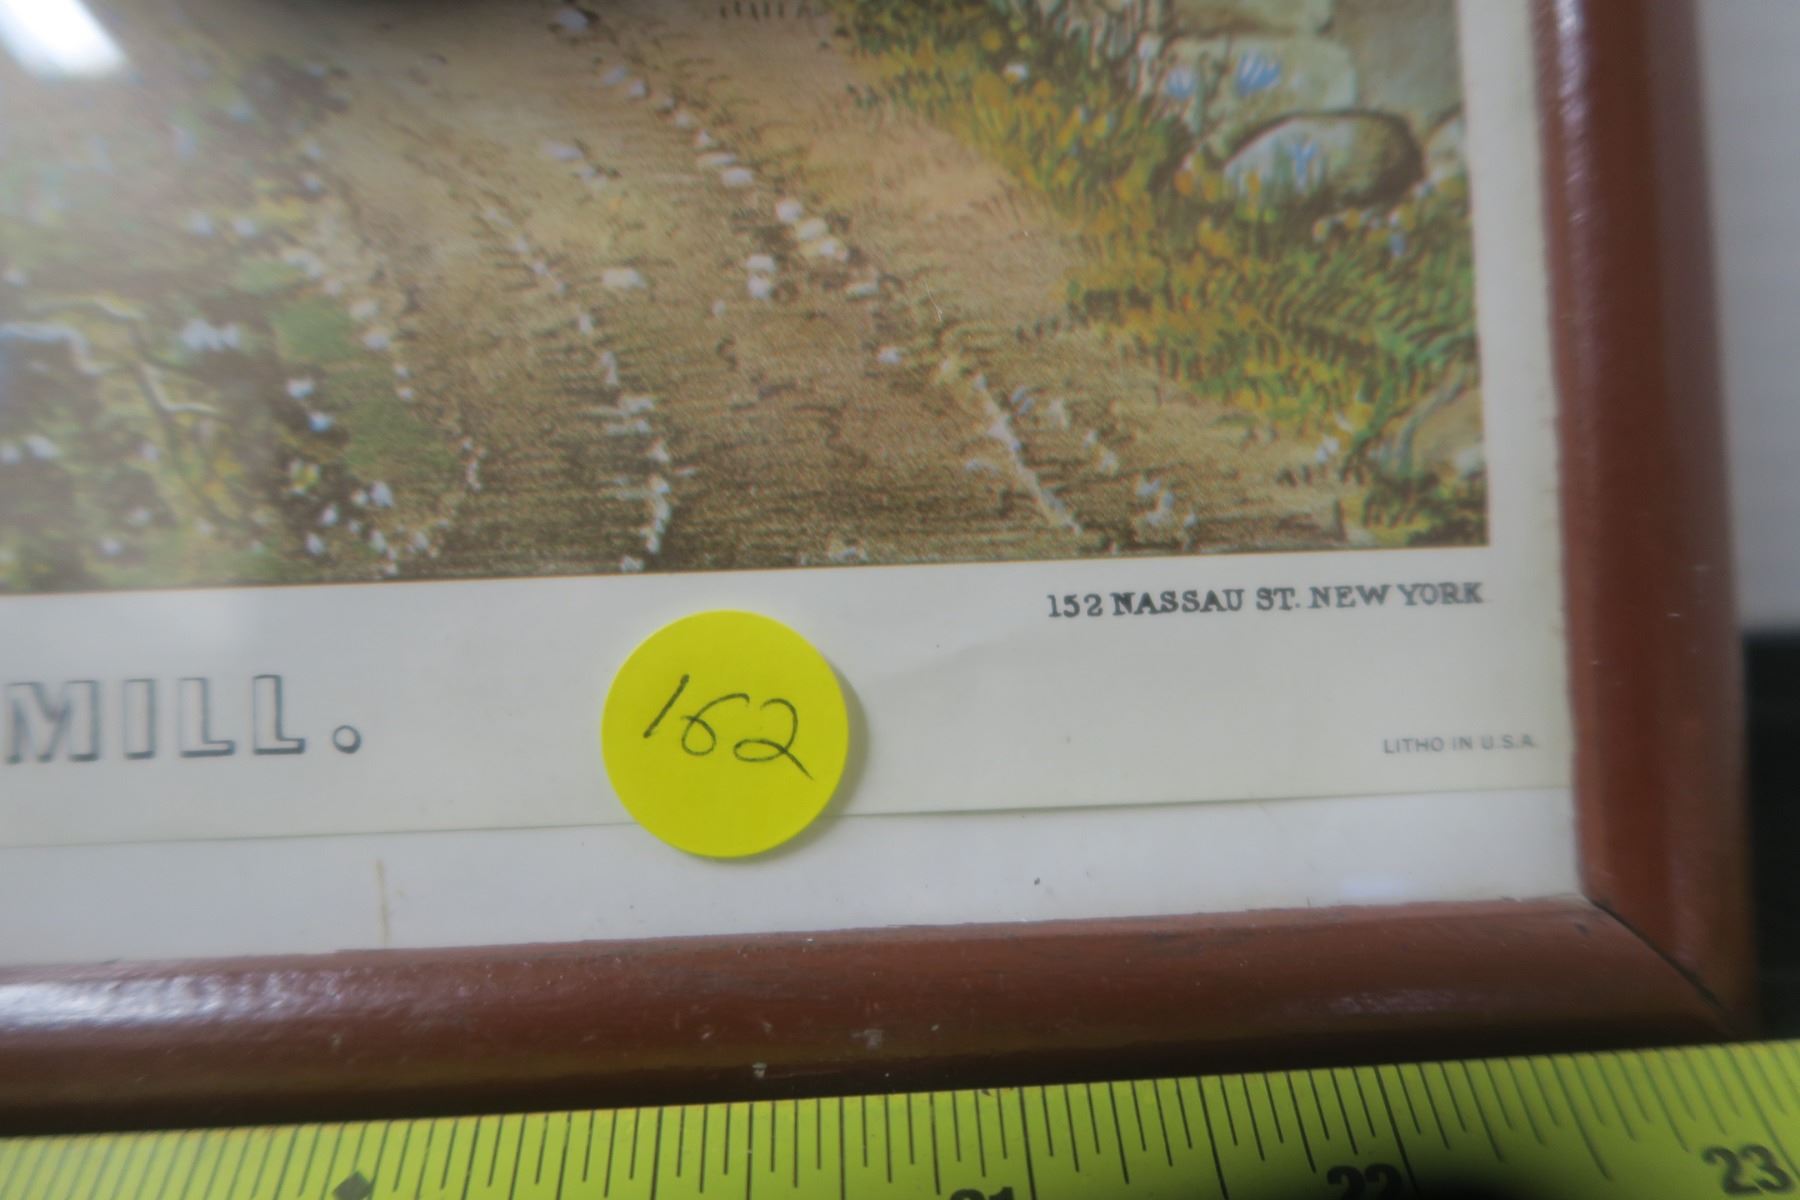 152 NASSAU ST. NEW YORK
MILL.
162
LITHO IN U.S.A.
21 22 23